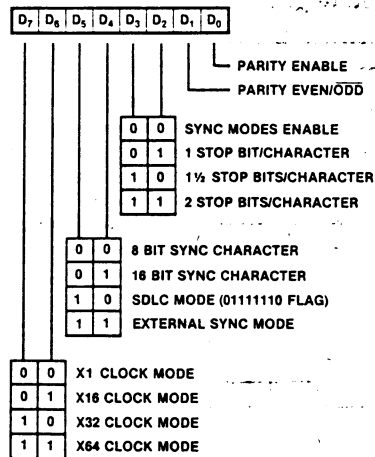 D7 D6 D5 D4 D3 D2 D1 D0
PARITY ENABLE
PARITY EVEN/ODD
0 0 SYNC MODES ENABLE
0 1 1 STOP BIT/CHARACTER
1 0 1½ STOP BITS/CHARACTER
1 1 2 STOP BITS/CHARACTER
0 0 8 BIT SYNC CHARACTER
0 1 16 BIT SYNC CHARACTER
1 0 SDLC MODE (01111110 FLAG)
1 1 EXTERNAL SYNC MODE
0 0 X1 CLOCK MODE
0 1 X16 CLOCK MODE
1 0 X32 CLOCK MODE
1 1 X64 CLOCK MODE